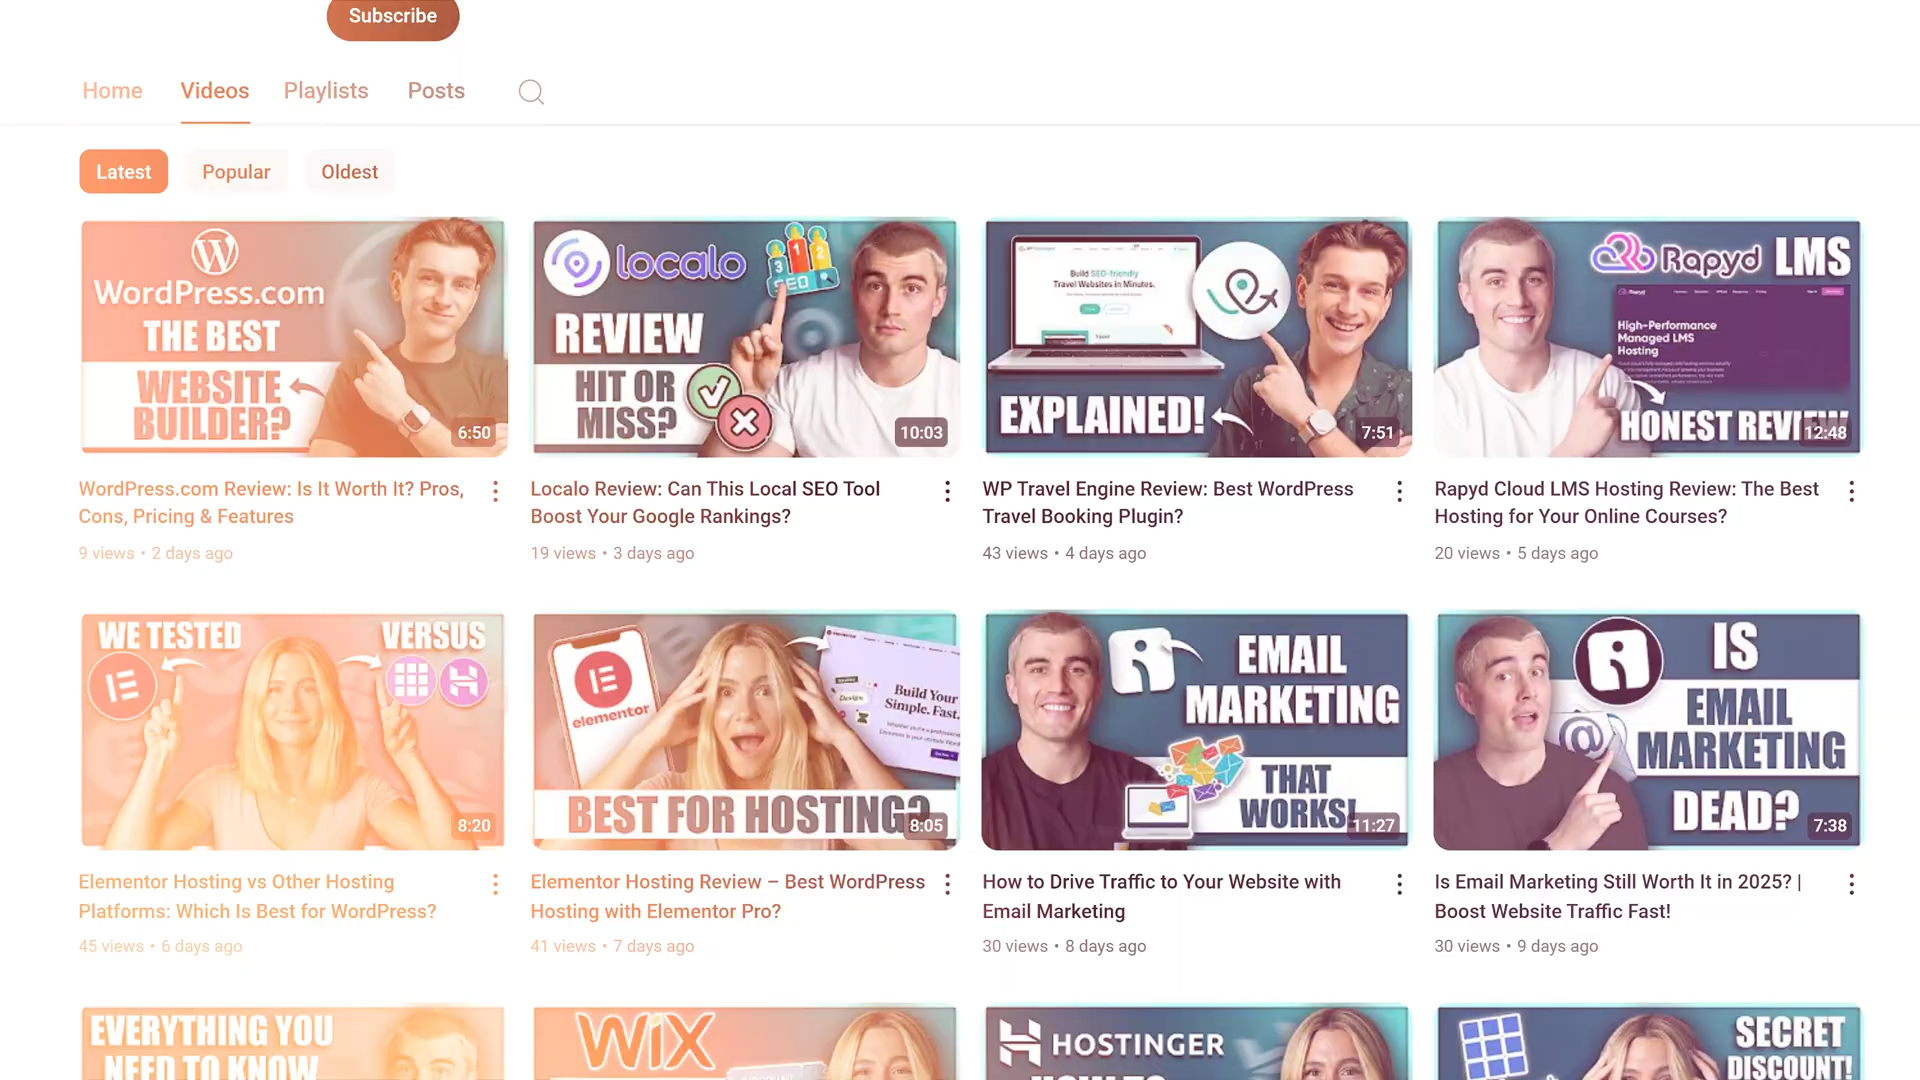 Subscribe
Home Videos Playlists Posts
Latest Popular Oldest
WordPress.com
THE BEST
WEBSITE
BUILDER?
6:50
localo
3 1 2
SEO
REVIEW
HIT OR
MISS?
10:03
Build SEO-friendly
Travel Websites in Minutes.
EXPLAINED!
7:51
Rapyd LMS
High-Performance
Managed LMS
Hosting
HONEST REVIEW
12:48
WordPress.com Review: Is It Worth It? Pros,
Cons, Pricing & Features
9 views • 2 days ago
Localo Review: Can This Local SEO Tool
Boost Your Google Rankings?
19 views • 3 days ago
WP Travel Engine Review: Best WordPress
Travel Booking Plugin?
43 views • 4 days ago
Rapyd Cloud LMS Hosting Review: The Best
Hosting for Your Online Courses?
20 views • 5 days ago
WE TESTED VERSUS
8:20
elementor
Build Your
Simple. Fast.
BEST FOR HOSTING?
8:05
EMAIL
MARKETING
THAT
WORKS!
11:27
IS
EMAIL
MARKETING
DEAD?
7:38
Elementor Hosting vs Other Hosting
Platforms: Which Is Best for WordPress?
45 views • 6 days ago
Elementor Hosting Review – Best WordPress
Hosting with Elementor Pro?
41 views • 7 days ago
How to Drive Traffic to Your Website with
Email Marketing
30 views • 8 days ago
Is Email Marketing Still Worth It in 2025? |
Boost Website Traffic Fast!
30 views • 9 days ago
EVERYTHING YOU
NEED TO KNOW
WIX
HOSTINGER
HOW TO
SECRET
DISCOUNT!